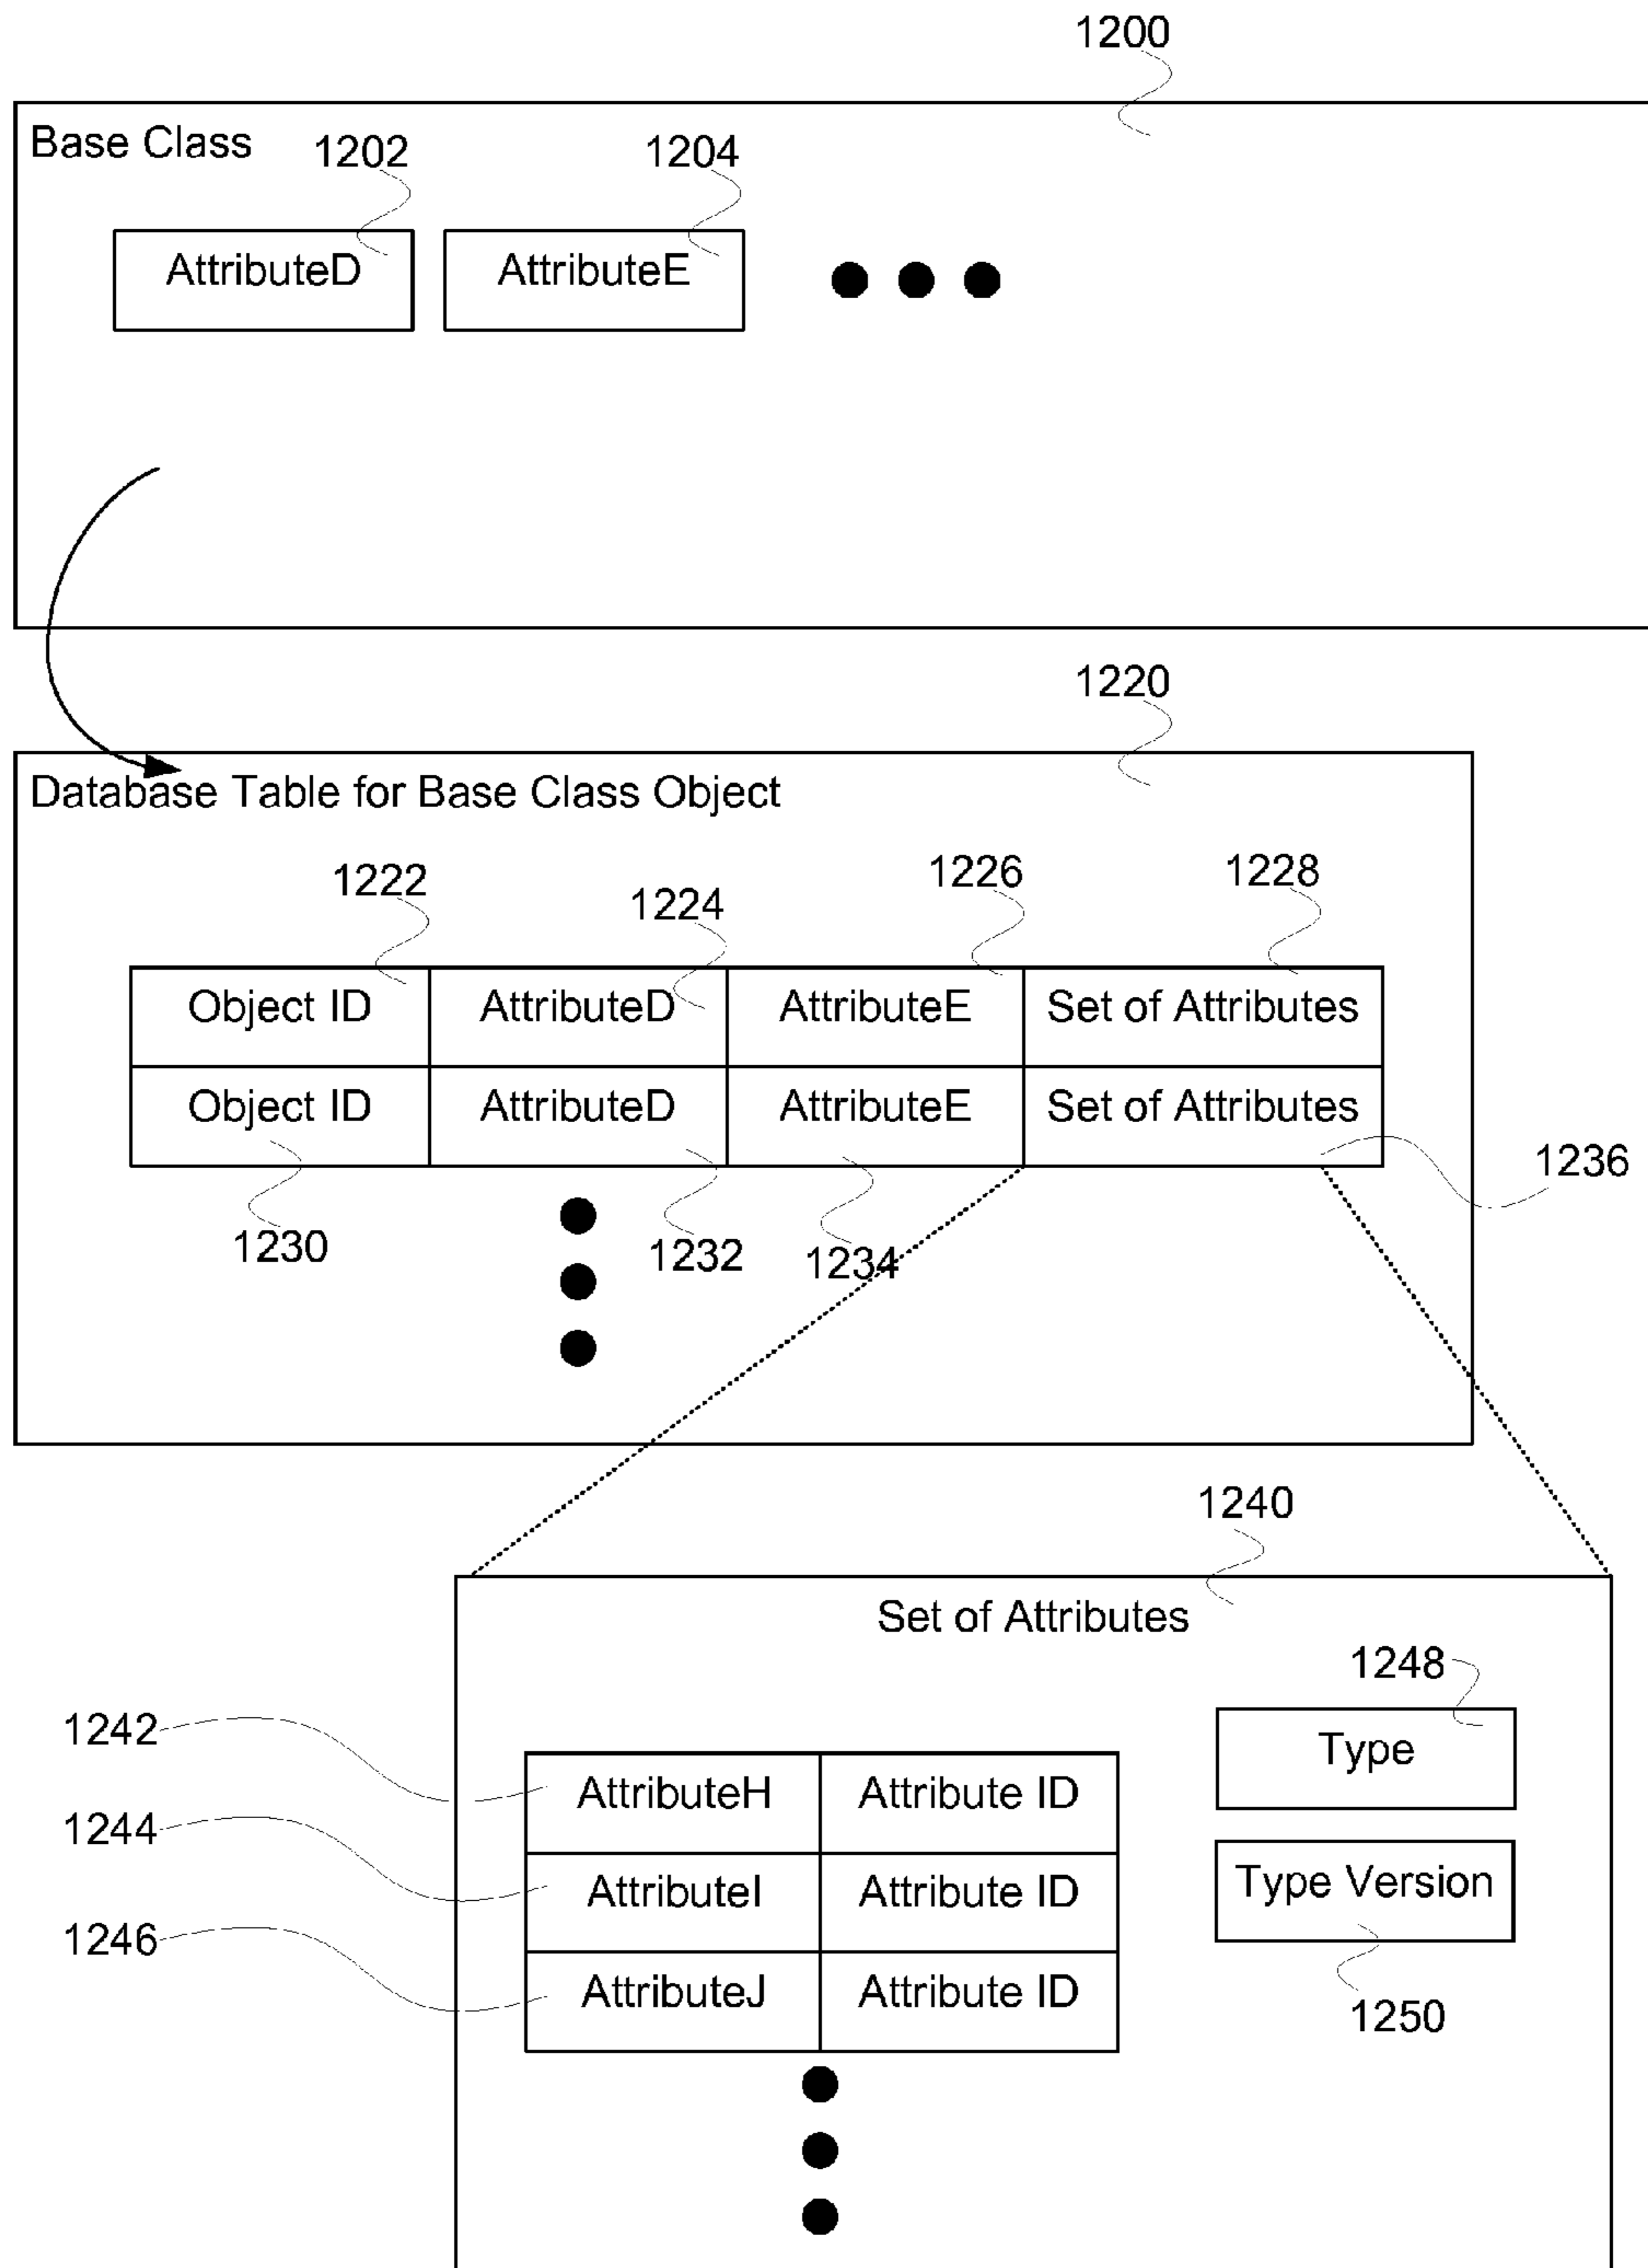 1200
Base Class
1202
1204
AttributeD
AttributeE
1220
Database Table for Base Class Object
1222
1224
1226
1228
Object ID
AttributeD
AttributeE
Set of Attributes
Object ID
AttributeD
AttributeE
Set of Attributes
1236
1230
1232
1234
1240
Set of Attributes
1248
1242
Type
AttributeH
Attribute ID
1244
Type Version
AttributeI
Attribute ID
1246
AttributeJ
Attribute ID
1250